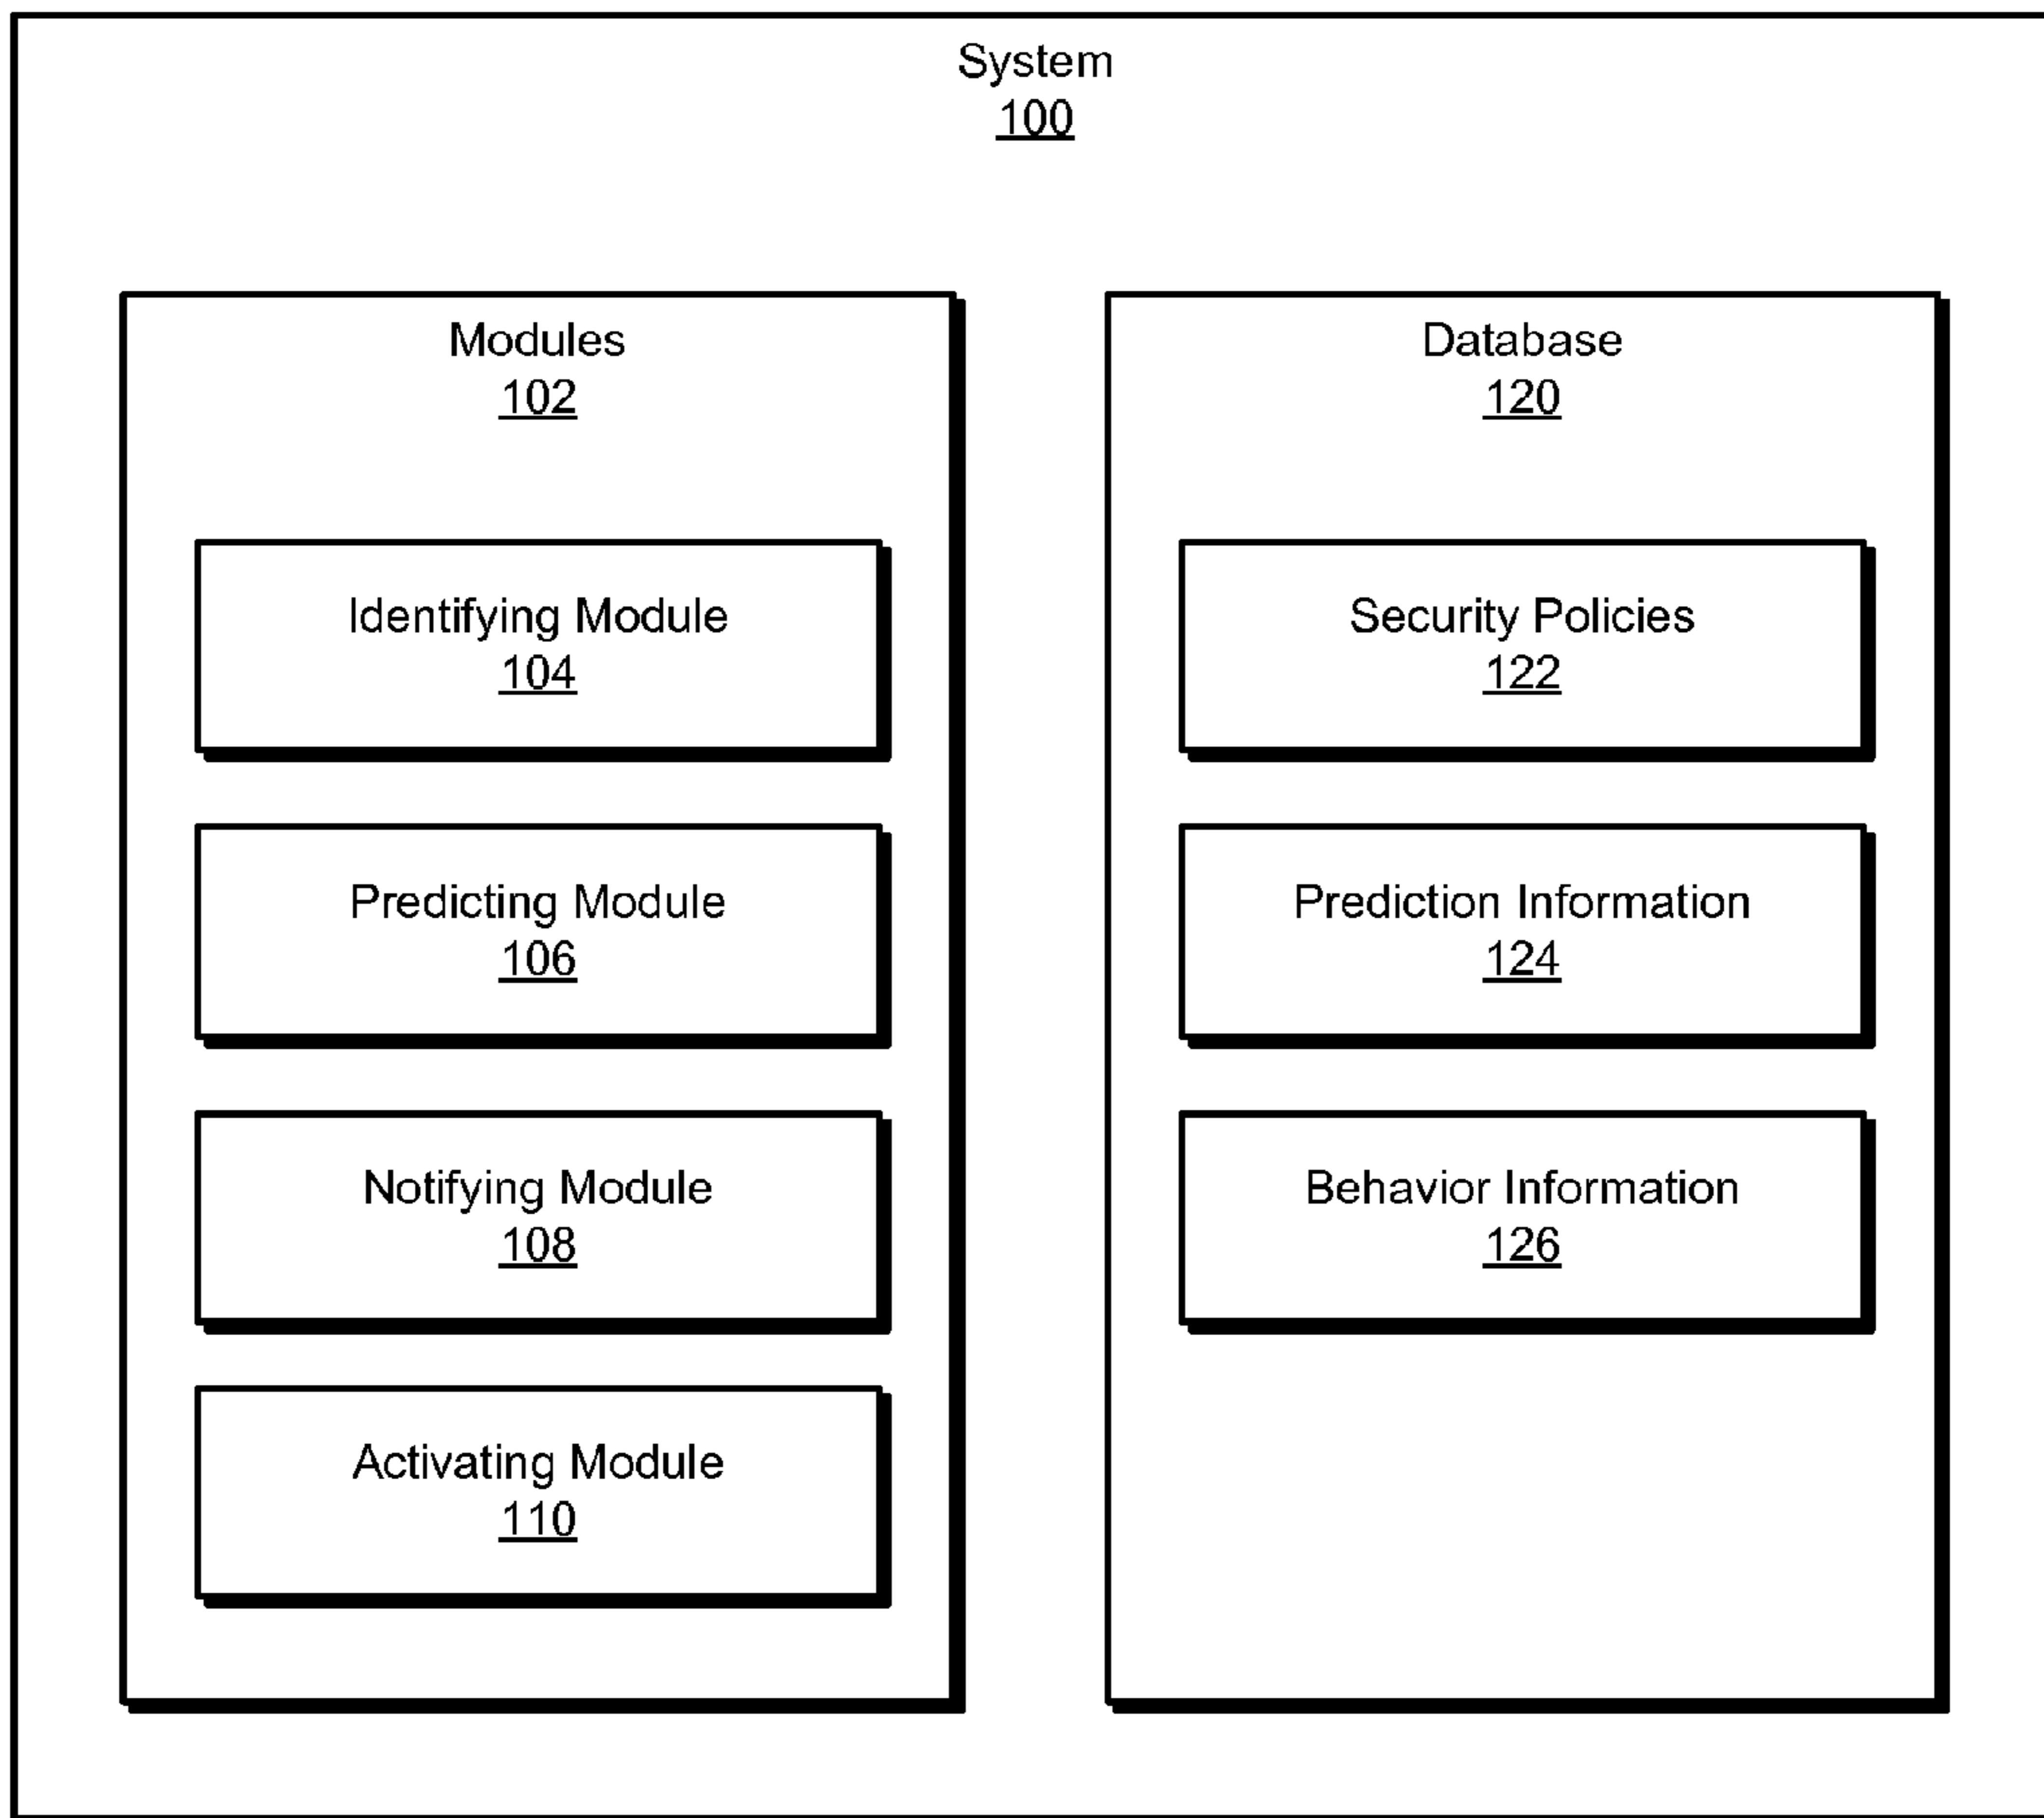 System
100
Modules
102
Identifying Module
104
Predicting Module
106
Notifying Module
108
Activating Module
110
Database
120
Security Policies
122
Prediction Information
124
Behavior Information
126